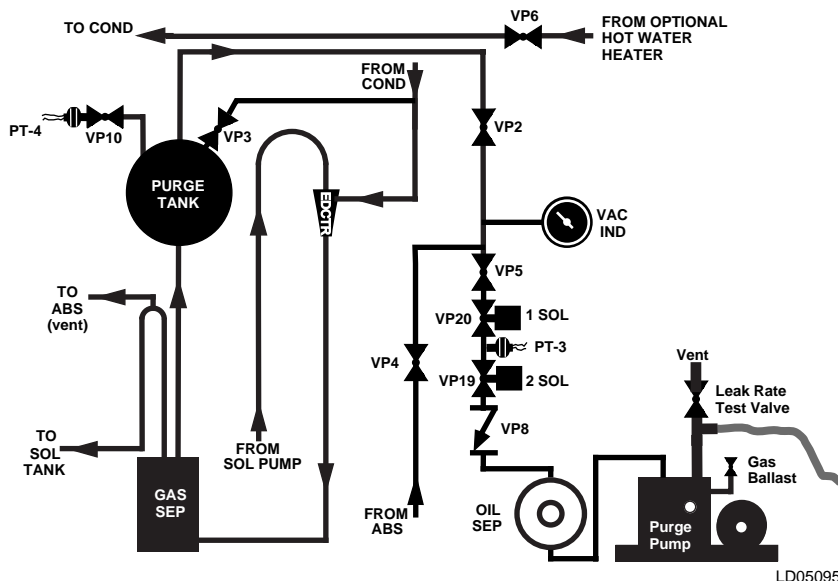 TO COND
VP6
FROM OPTIONAL
HOT WATER
HEATER
FROM
COND
PT-4
VP10
VP3
VP2
PURGE
TANK
EDCTR
VAC
IND
VP5
TO
ABS
(vent)
VP20
1 SOL
PT-3
VP4
VP19
2 SOL
Vent
Leak Rate
Test Valve
VP8
TO
SOL
TANK
FROM
SOL PUMP
GAS
SEP
FROM
ABS
OIL
SEP
Gas
Ballast
Purge
Pump
LD05095